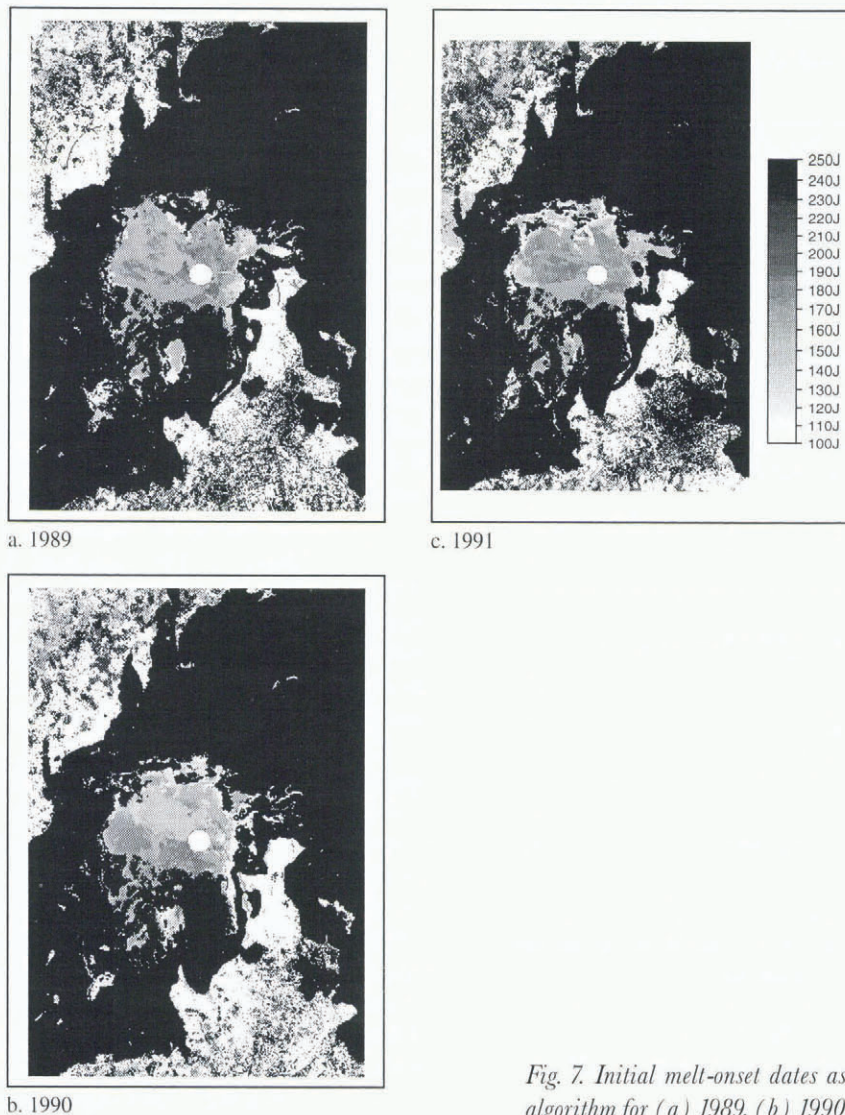 a. 1989
c. 1991
250J
240J
230J
220J
210J
200J
190J
180J
170J
160J
150J
140J
130J
120J
110J
100J
b. 1990
Fig. 7. Initial melt-onset dates as
algorithm for (a) 1989, (b) 1990